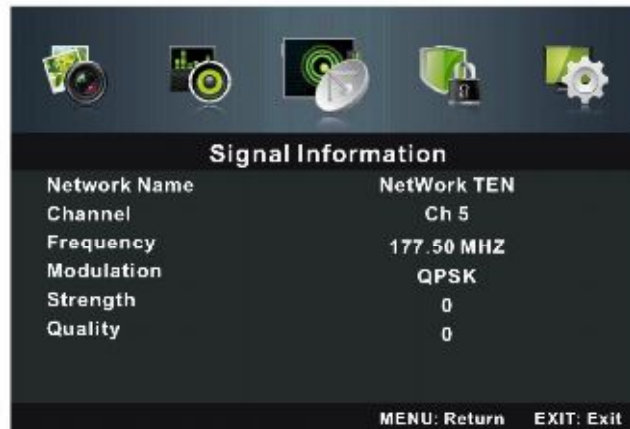 Signal Information
Network Name NetWork TEN
Channel Ch 5
Frequency 177.50 MHZ
Modulation QPSK
Strength 0
Quality 0
MENU: Return EXIT: Exit